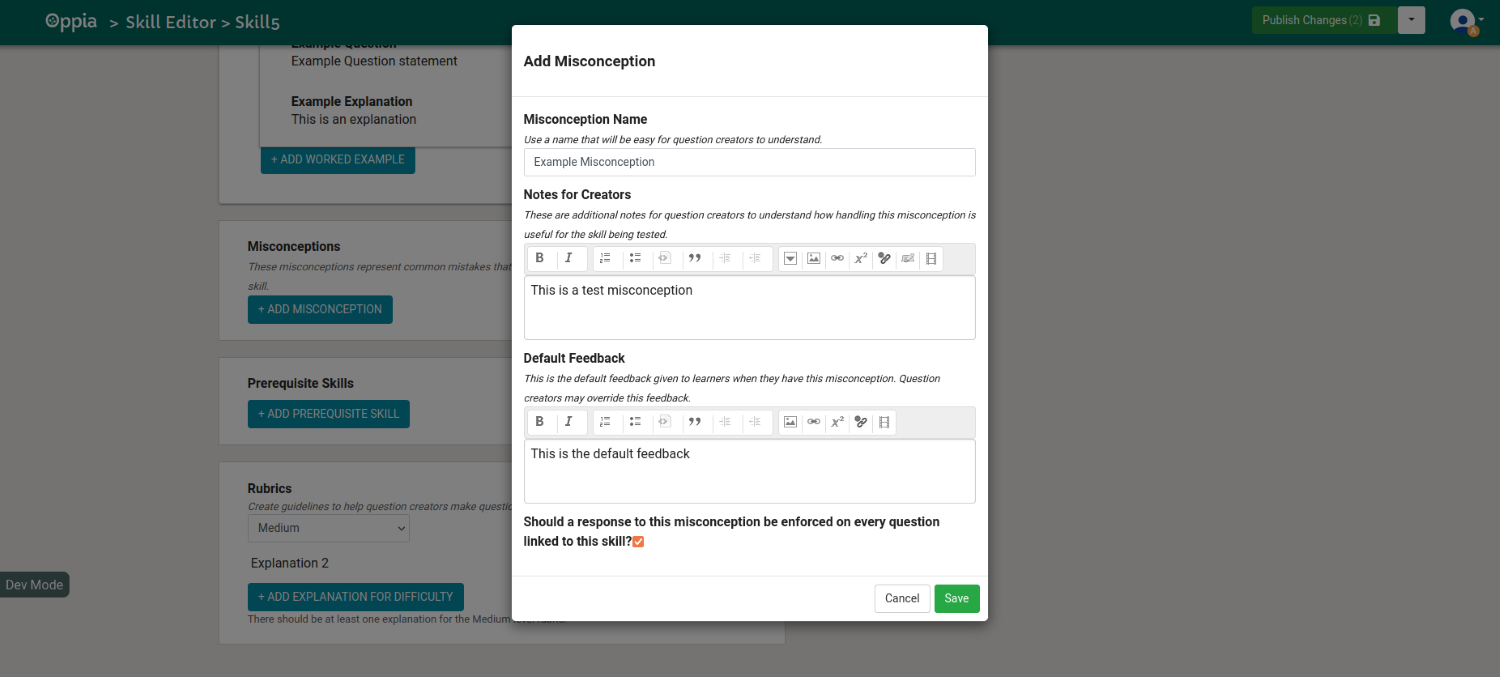 Oppia > Skill Editor > Skill5
Publish Changes (2)
A
Example Question
Example Question statement
Example Explanation
This is an explanation
+ ADD WORKED EXAMPLE
Misconceptions
These misconceptions represent common mistakes that
skill.
+ ADD MISCONCEPTION
Prerequisite Skills
+ ADD PREREQUISITE SKILL
Rubrics
Create guidelines to help question creators make
Medium
Explanation 2
+ ADD EXPLANATION FOR DIFFICULTY
There should be at least one explanation for the Medium
Dev Mode
Add Misconception
Misconception Name
Use a name that will be easy for question creators to understand.
Example Misconception
Notes for Creators
These are additional notes for question creators to understand how handling this misconception is
useful for the skill being tested.
B I x²
This is a test misconception
Default Feedback
This is the default feedback given to learners when they have this misconception. Question
creators may override this feedback.
B I x²
This is the default feedback
Should a response to this misconception be enforced on every question
linked to this skill?
Cancel Save